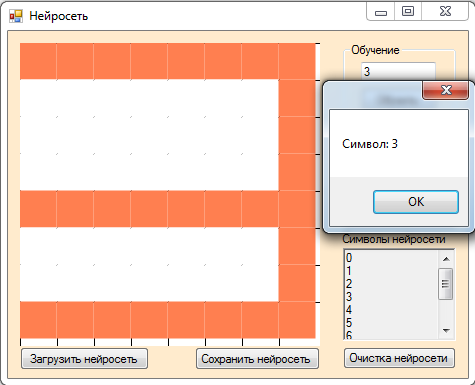 Нейросеть
Обучение
3
Символ: 3
OK
Символы нейросети
0
1
2
3
4
5
6
Загрузить нейросеть
Сохранить нейросеть
Очистка нейросети